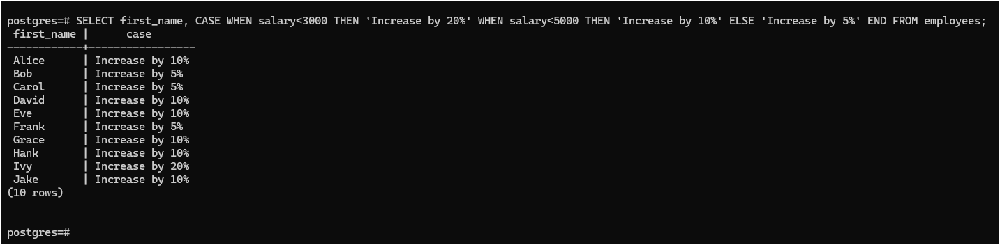 postgres=# SELECT first_name, CASE WHEN salary<3000 THEN 'Increase by 20%' WHEN salary<5000 THEN 'Increase by 10%' ELSE 'Increase by 5%' END FROM employees;
 first_name |      case
------------+-----------------
 Alice      | Increase by 10%
 Bob        | Increase by 5%
 Carol      | Increase by 5%
 David      | Increase by 10%
 Eve        | Increase by 10%
 Frank      | Increase by 5%
 Grace      | Increase by 10%
 Hank       | Increase by 10%
 Ivy        | Increase by 20%
 Jake       | Increase by 10%
(10 rows)
postgres=#